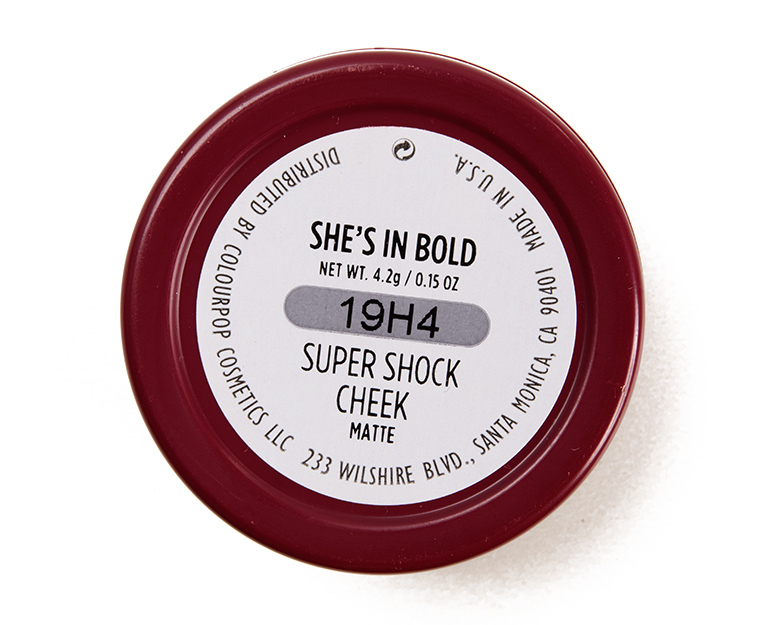 SHE'S IN BOLD
NET WT. 4.2g / 0.15 OZ
19H4
SUPER SHOCK
CHEEK
MATTE
DISTRIBUTED BY COLOURPOP COSMETICS LLC 233 WILSHIRE BLVD., SANTA MONICA, CA 90401 MADE IN U.S.A.